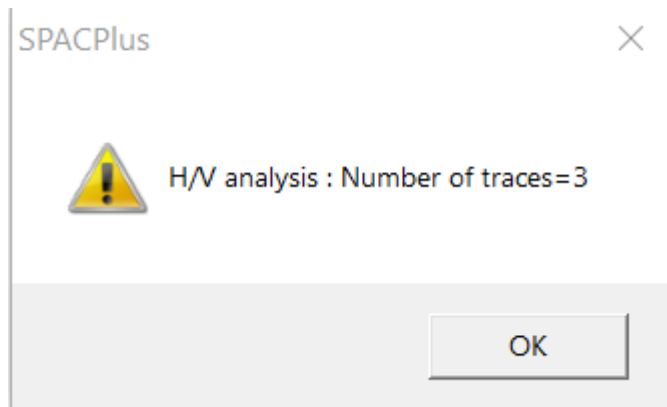 SPACPlus
H/V analysis : Number of traces=3
OK